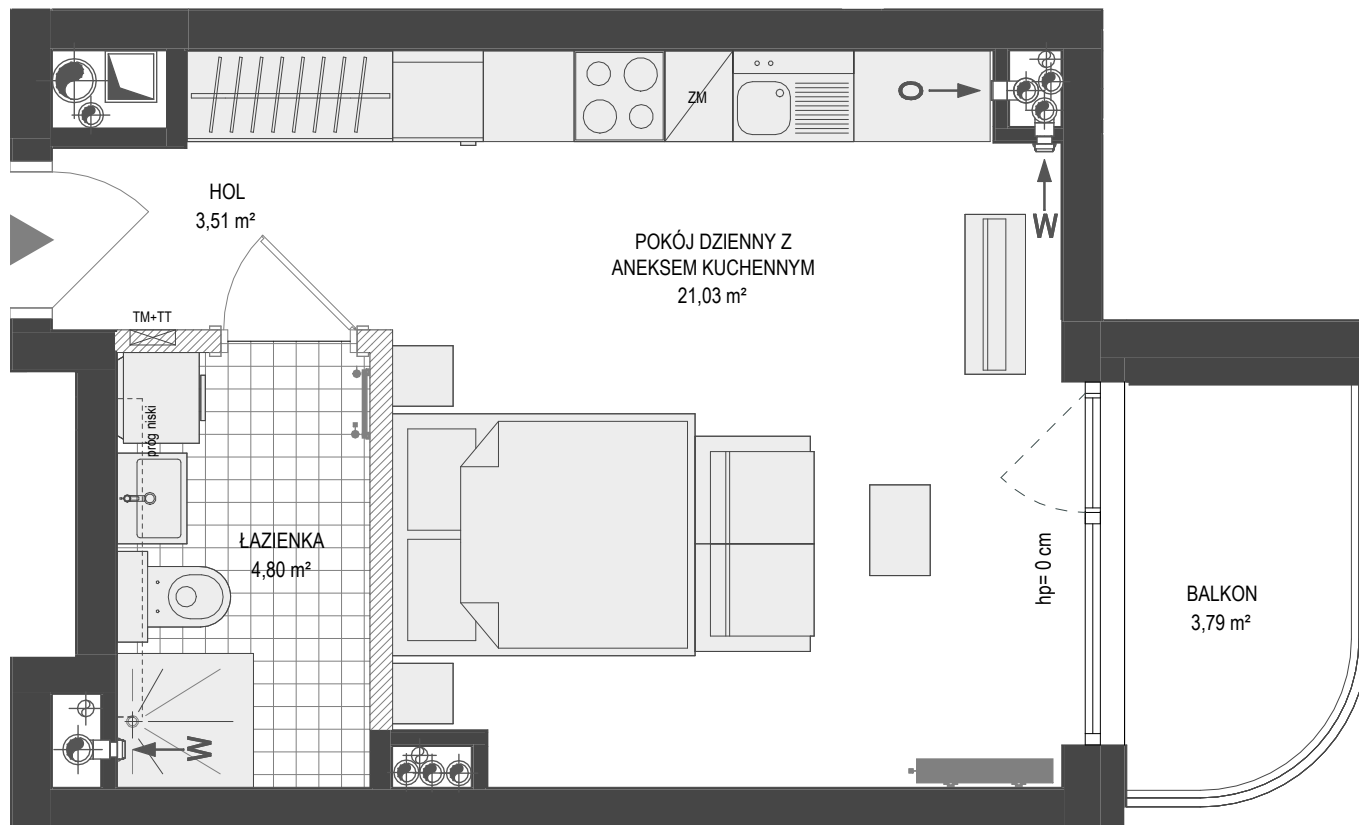 ZM
O
W
HOL
3,51 m²
POKÓJ DZIENNY Z
ANEKSEM KUCHENNYM
21,03 m²
TM+TT
próg niski
ŁAZIENKA
4,80 m²
hp= 0 cm
BALKON
3,79 m²
W